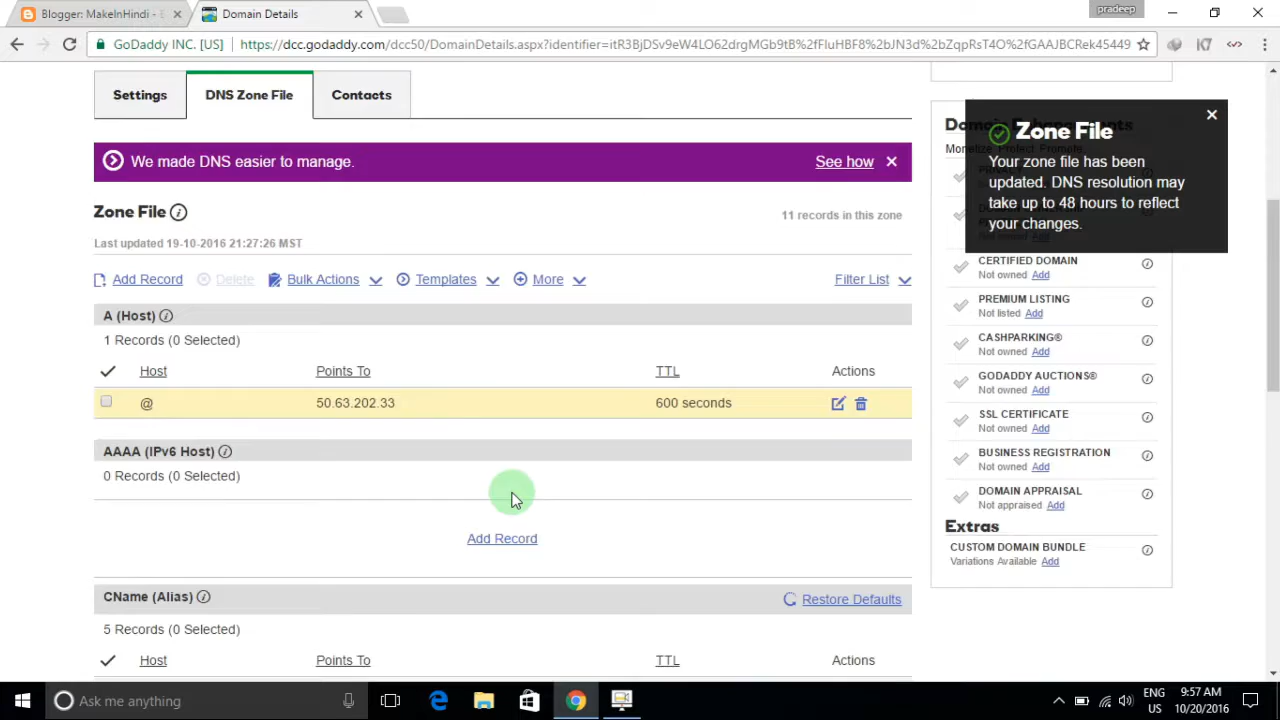 Blogger: MakeInHindi -
Domain Details
pradeep
GoDaddy INC. [US]
https://dcc.godaddy.com/dcc50/DomainDetails.aspx?identifier=itR3BjDSv9eW4LO62drgMGb9tB%2fFIuHBF8%2bJN3d%2bZqpRsT4O%2fGAAJBCRek45449
Settings
DNS Zone File
Contacts
We made DNS easier to manage.
See how
Zone File
11 records in this zone
Last updated 19-10-2016 21:27:26 MST
Add Record
Delete
Bulk Actions
Templates
More
Filter List
A (Host)
1 Records (0 Selected)
Host
Points To
TTL
Actions
@
50.63.202.33
600 seconds
AAAA (IPv6 Host)
0 Records (0 Selected)
Add Record
CName (Alias)
Restore Defaults
5 Records (0 Selected)
Host
Points To
TTL
Actions
Zone File
Your zone file has been
updated. DNS resolution may
take up to 48 hours to reflect
your changes.
CERTIFIED DOMAIN
Not owned Add
PREMIUM LISTING
Not listed Add
CASHPARKING®
Not owned Add
GODADDY AUCTIONS®
Not owned Add
SSL CERTIFICATE
Not owned Add
BUSINESS REGISTRATION
Not owned Add
DOMAIN APPRAISAL
Not appraised Add
Extras
CUSTOM DOMAIN BUNDLE
Variations Available Add
Ask me anything
ENG
US
9:57 AM
10/20/2016